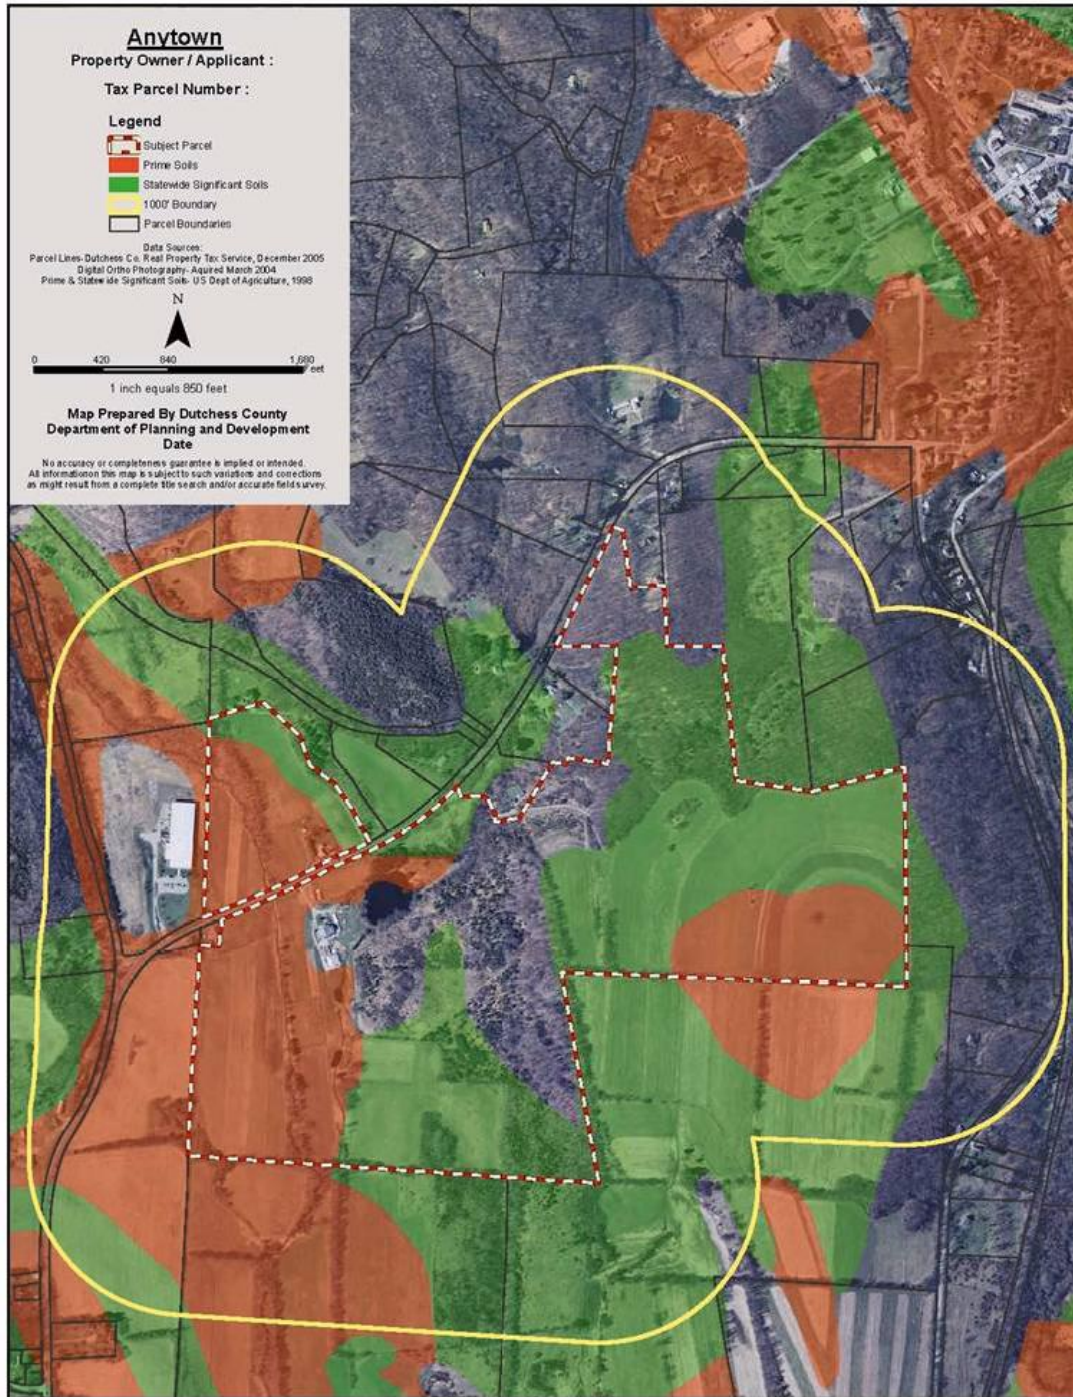 Anytown
Property Owner / Applicant :
Tax Parcel Number :
Legend
Subject Parcel
Prime Soils
Statewide Significant Soils
1000' Boundary
Parcel Boundaries
Data Sources:
Parcel Lines- Dutchess Co. Real Property Tax Service, December 2005
Digital Ortho Photography- Aquired March 2004
Prime & Statewide Significant Soils- US Dept of Agriculture, 1998
N
0 420 840 1,680
eet
1 inch equals 850 feet
Map Prepared By Dutchess County
Department of Planning and Development
Date
No accuracy or completeness guarantee is implied or intended.
All information on this map is subject to such variations and corrections
as might result from a complete title search and/or accurate field survey.